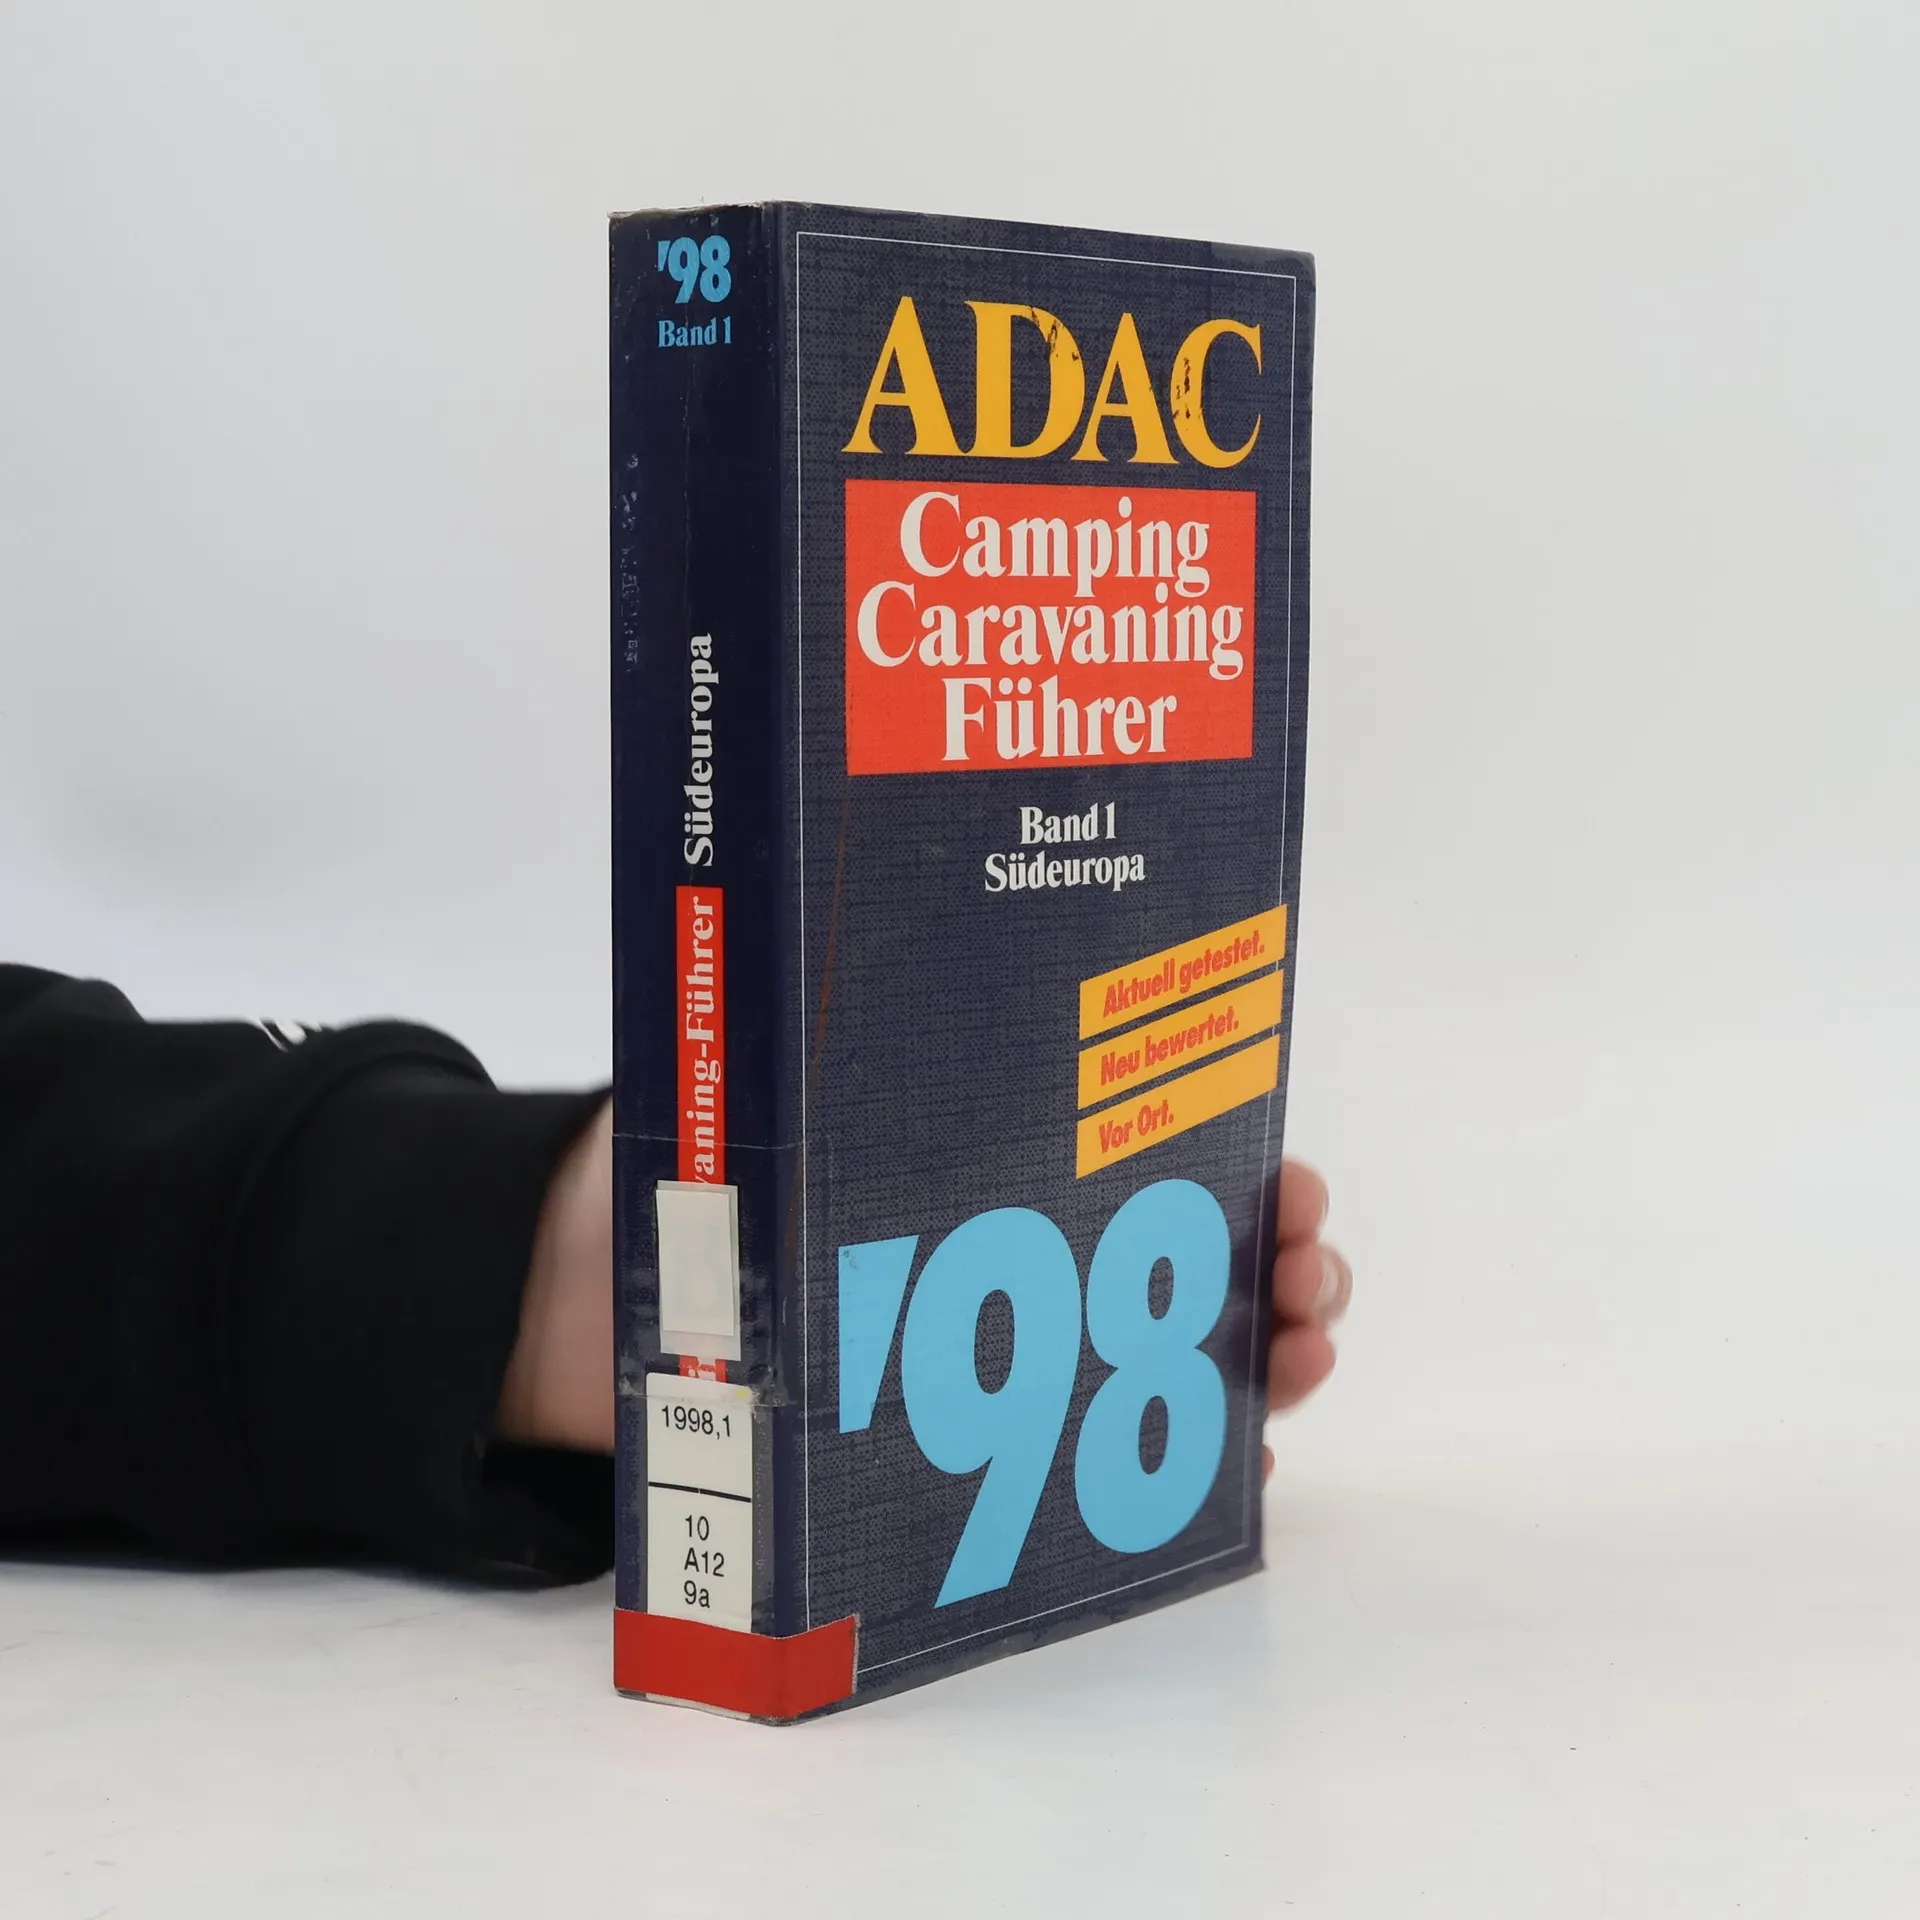 '98
Band 1
Südeuropa
vaning-Führer
1998,1
10
A12
9a
ADAC
Camping
Caravaning
Führer
Band 1
Südeuropa
Aktuell getestet.
Neu bewertet.
Vor Ort.
'98